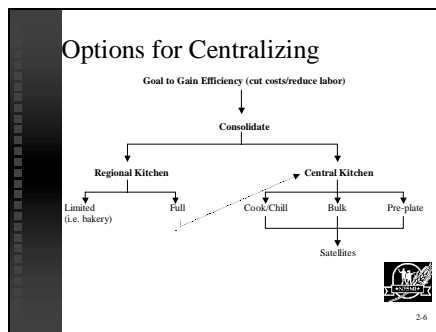 Options for Centralizing
Goal to Gain Efficiency (cut costs/reduce labor)
Consolidate
Regional Kitchen
Central Kitchen
Limited
(i.e. bakery)
Full
Cook/Chill
Bulk
Pre-plate
Satellites
NFSMI
2-6